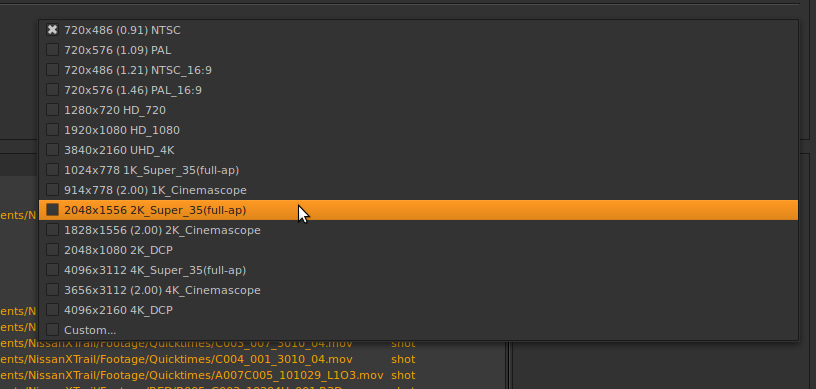 720x486 (0.91) NTSC
720x576 (1.09) PAL
720x486 (1.21) NTSC_16:9
720x576 (1.46) PAL_16:9
1280x720 HD_720
1920x1080 HD_1080
3840x2160 UHD_4K
1024x778 1K_Super_35(full-ap)
914x778 (2.00) 1K_Cinemascope
ents/N
2048x1556 2K_Super_35(full-ap)
1828x1556 (2.00) 2K_Cinemascope
2048x1080 2K_DCP
4096x3112 4K_Super_35(full-ap)
3656x3112 (2.00) 4K_Cinemascope
ents/N
4096x2160 4K_DCP
ents/N
Custom...
ents/NissanXTrail/Footage/Quicktimes/C003_007_3010_04.mov shot
ents/NissanXTrail/Footage/Quicktimes/C004_001_3010_04.mov shot
ents/NissanXTrail/Footage/Quicktimes/A007C005_101029_L1O3.mov shot